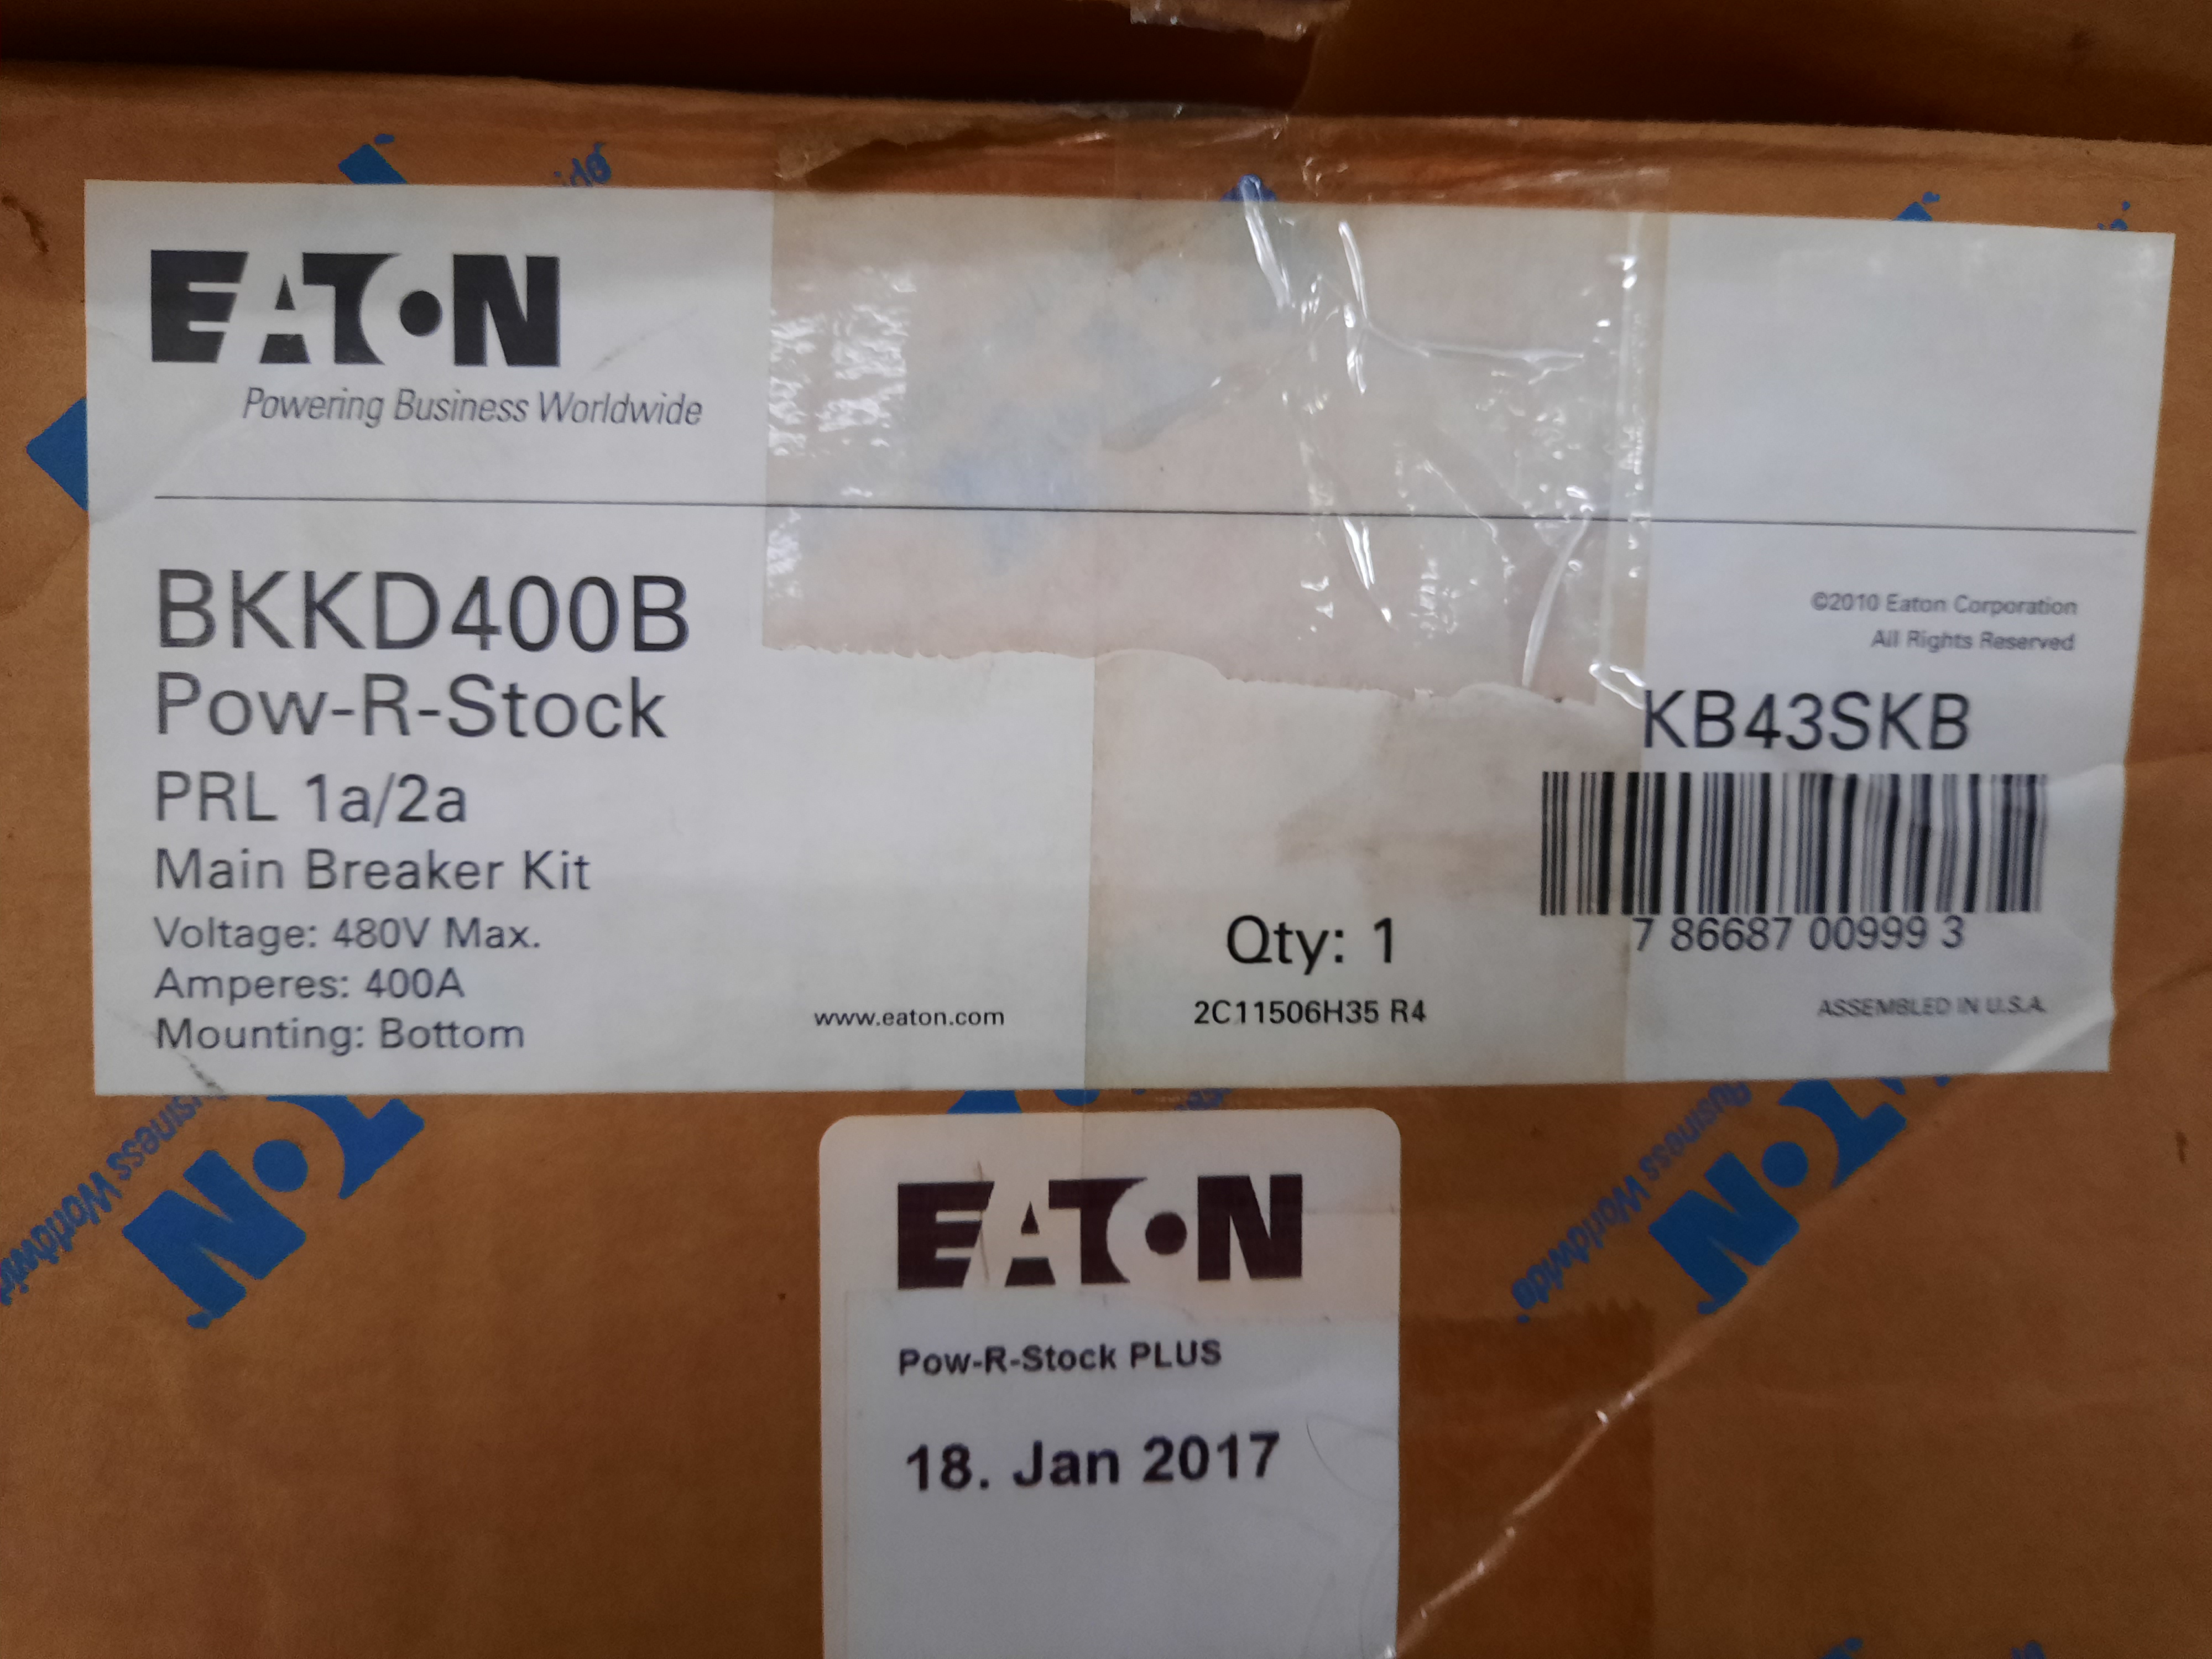 EATON
Powering Business Worldwide
BKKD400B
Pow-R-Stock
PRL 1a/2a
Main Breaker Kit
Voltage: 480V Max.
Amperes: 400A
Mounting: Bottom
www.eaton.com
Qty: 1
2C11506H35 R4
©2010 Eaton Corporation
All Rights Reserved
KB43SKB
7 86687 00999 3
ASSEMBLED IN U.S.A.
EATON
Pow-R-Stock PLUS
18. Jan 2017